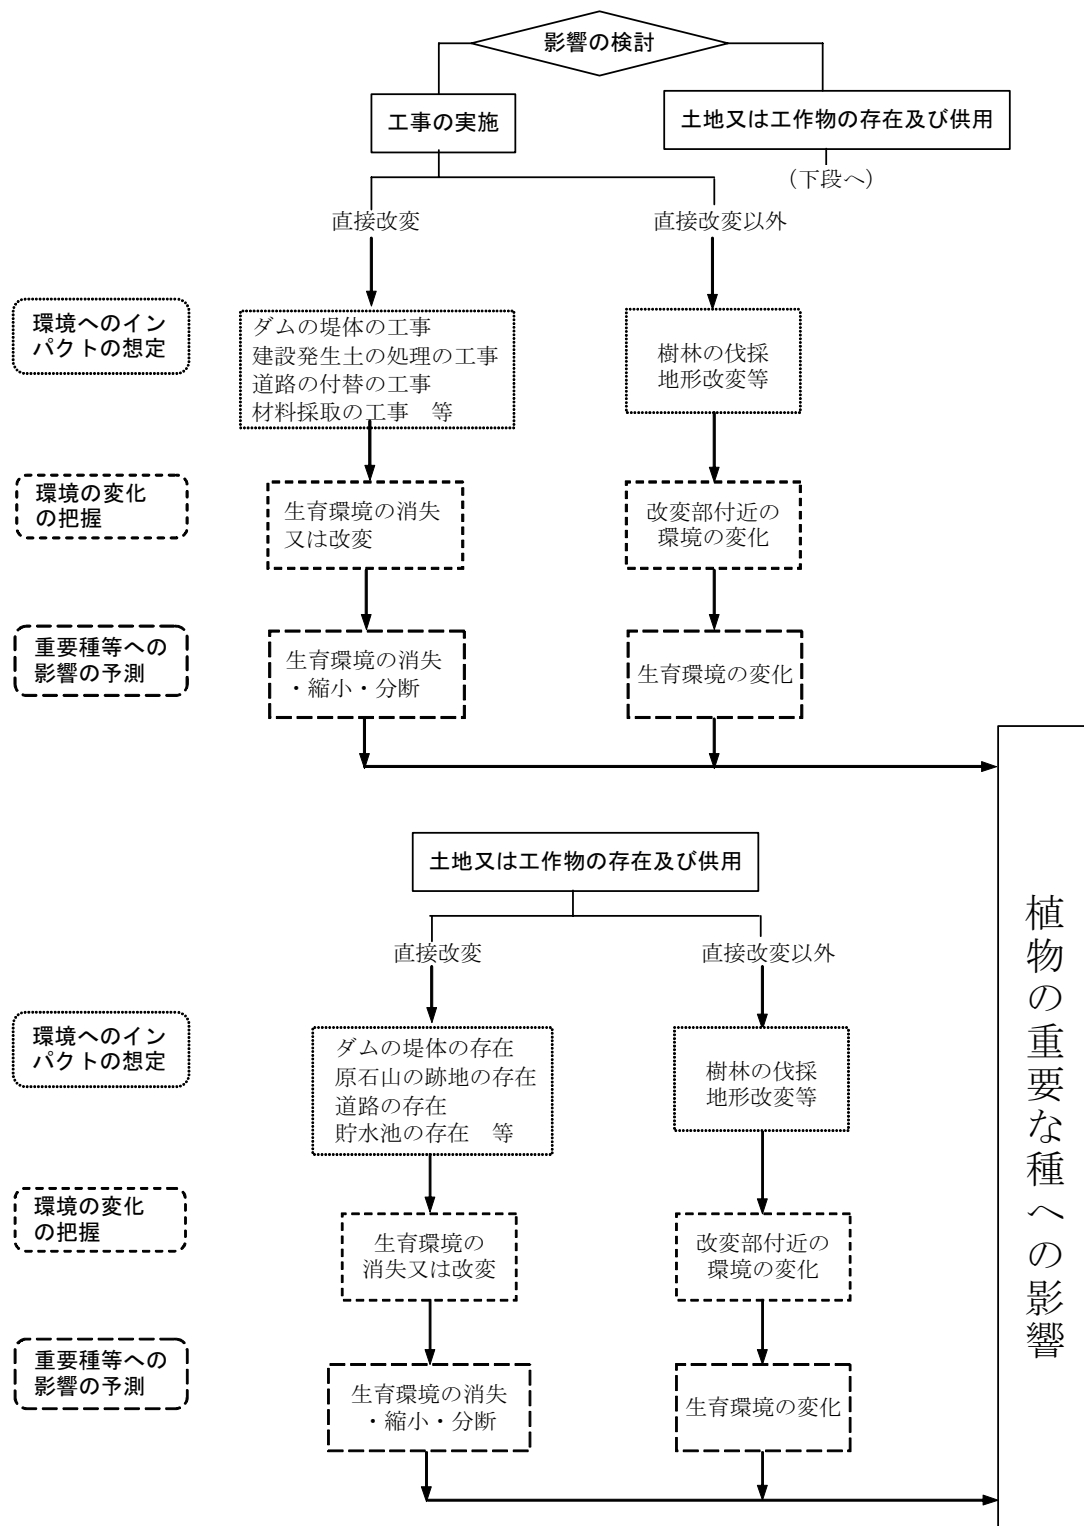 影響の検討
工事の実施
土地又は工作物の存在及び供用
（下段へ）
直接改変
直接改変以外
環境へのイン
パクトの想定
ダムの堤体の工事
建設発生土の処理の工事
道路の付替の工事
材料採取の工事　等
樹林の伐採
地形改変等
環境の変化
の把握
生育環境の消失
又は改変
改変部付近の
環境の変化
重要種等への
影響の予測
生育環境の消失
・縮小・分断
生育環境の変化
土地又は工作物の存在及び供用
直接改変
直接改変以外
環境へのイン
パクトの想定
ダムの堤体の存在
原石山の跡地の存在
道路の存在
貯水池の存在　等
樹林の伐採
地形改変等
環境の変化
の把握
生育環境の
消失又は改変
改変部付近の
環境の変化
重要種等への
影響の予測
生育環境の消失
・縮小・分断
生育環境の変化
植物の重要な種への影響